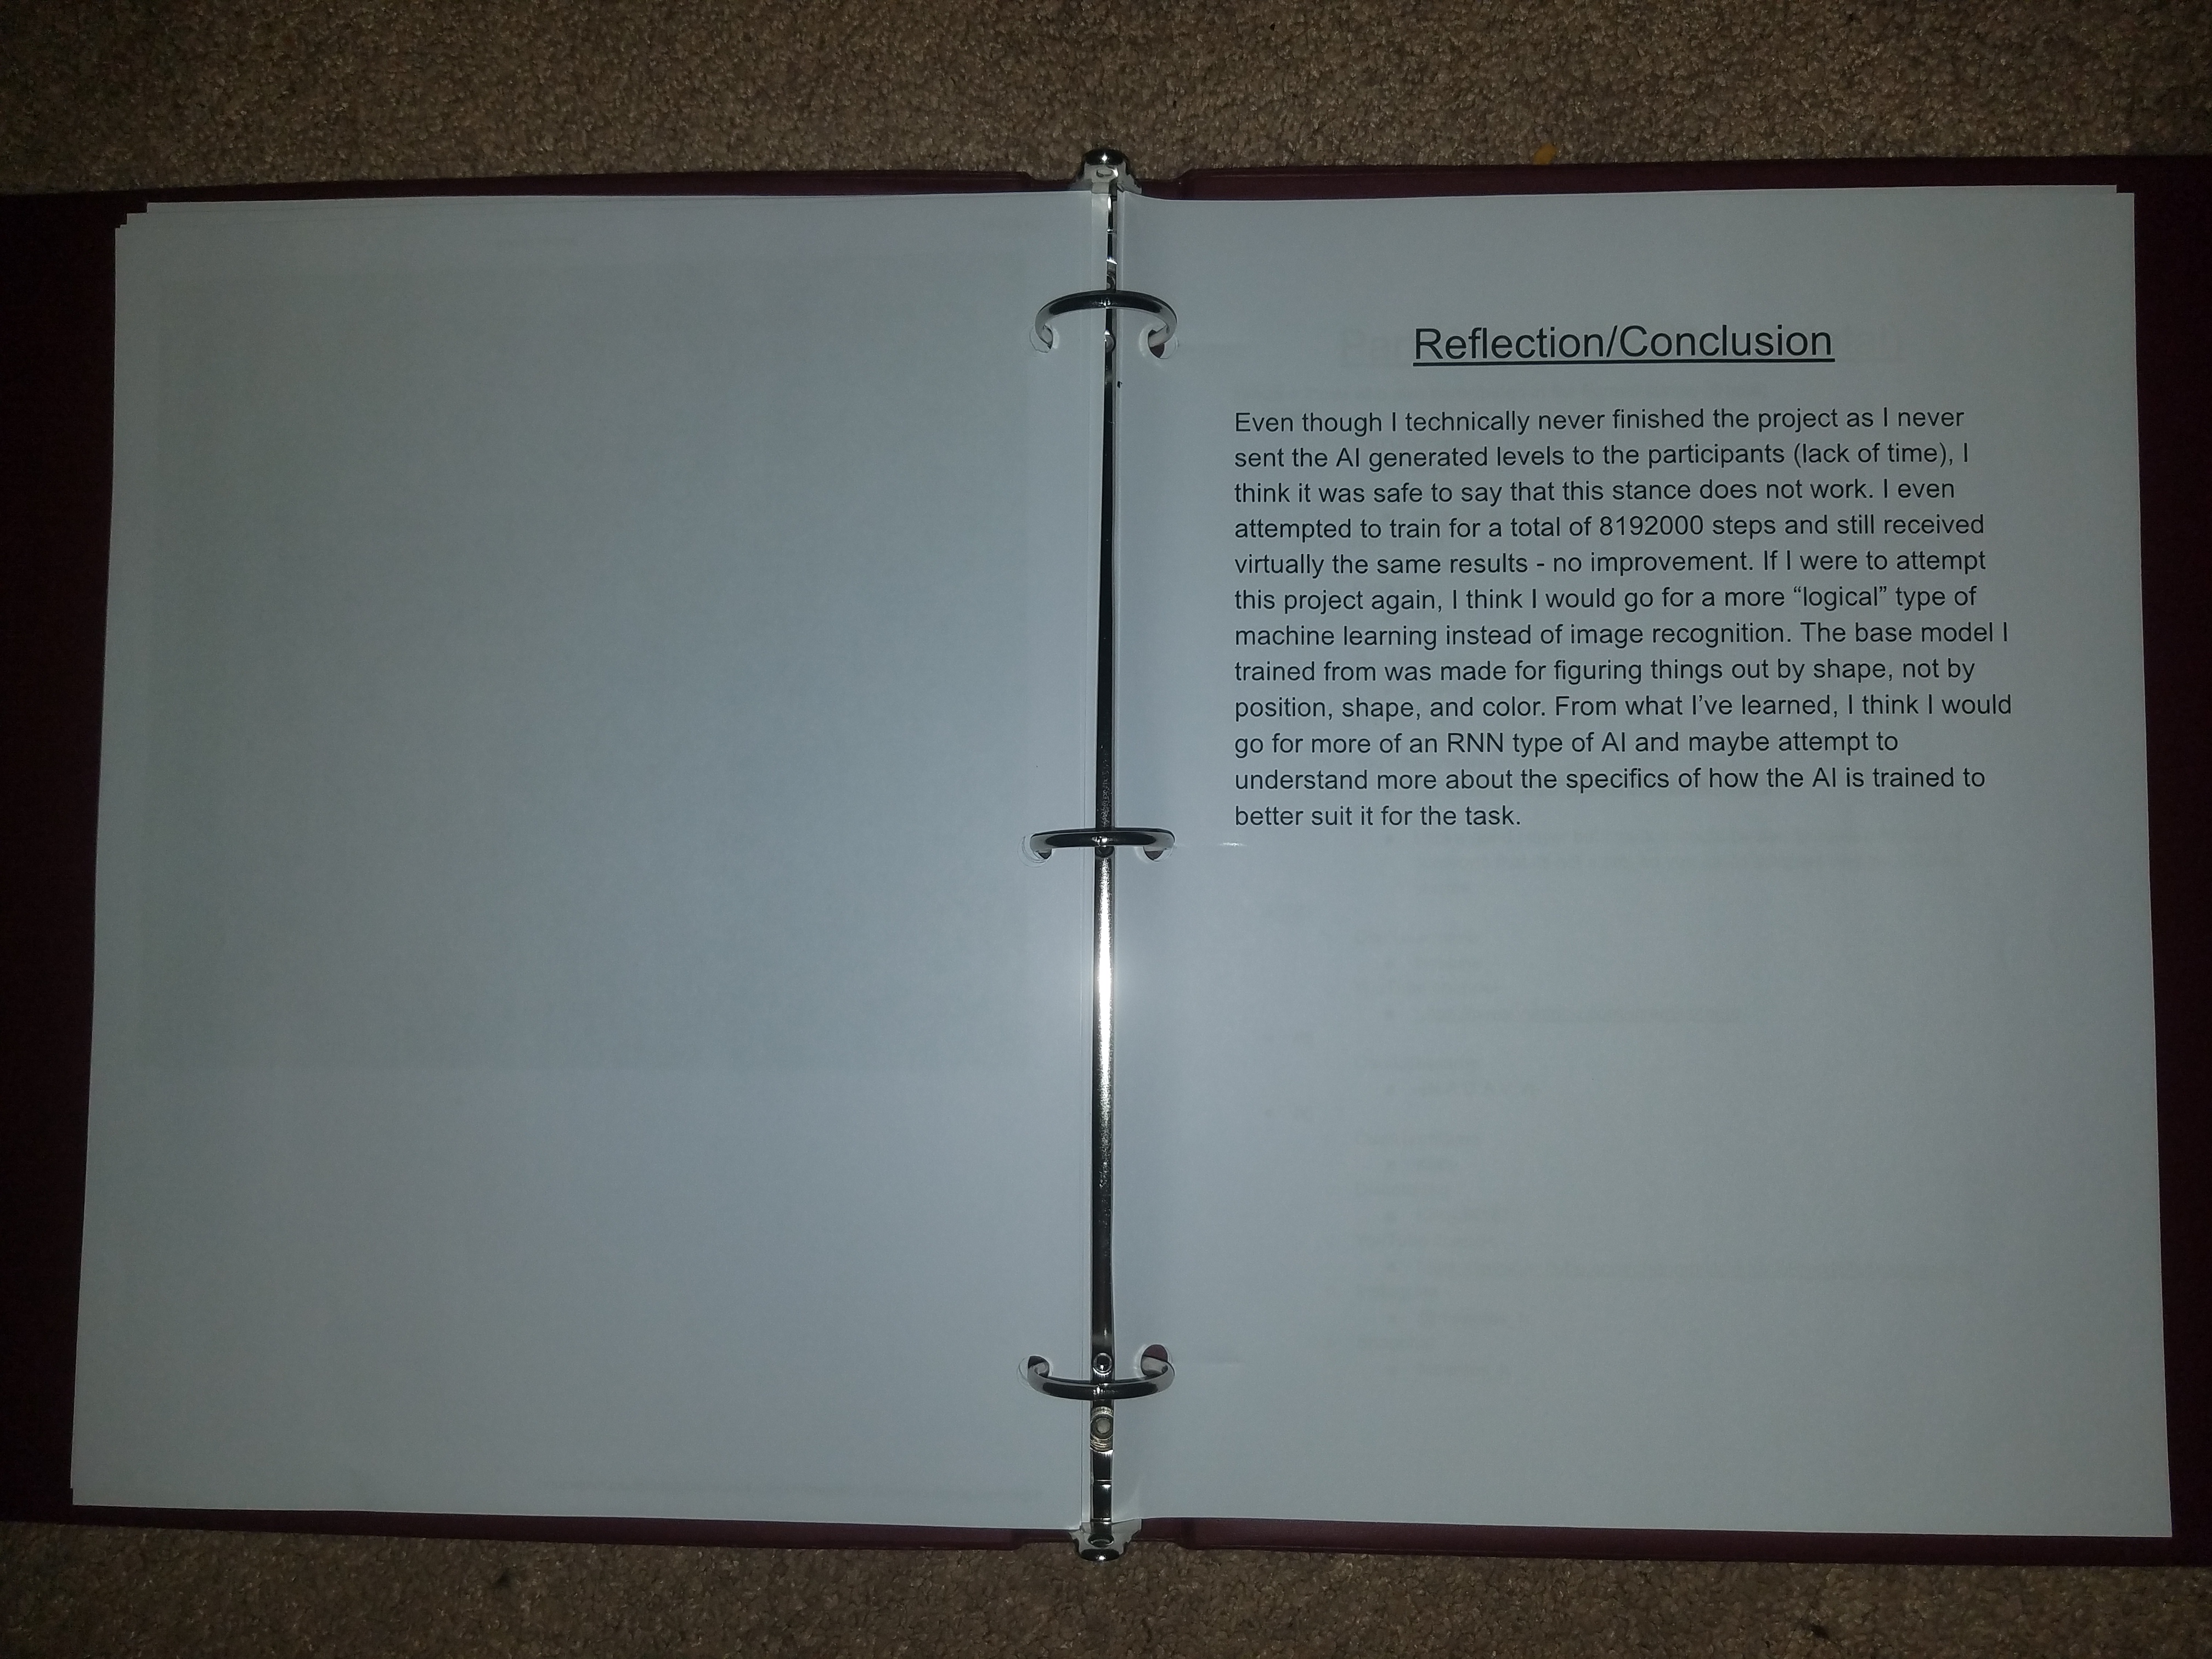 Reflection/Conclusion
Even though I technically never finished the project as I never
sent the AI generated levels to the participants (lack of time), I
think it was safe to say that this stance does not work. I even
attempted to train for a total of 8192000 steps and still received
virtually the same results - no improvement. If I were to attempt
this project again, I think I would go for a more “logical” type of
machine learning instead of image recognition. The base model I
trained from was made for figuring things out by shape, not by
position, shape, and color. From what I’ve learned, I think I would
go for more of an RNN type of AI and maybe attempt to
understand more about the specifics of how the AI is trained to
better suit it for the task.